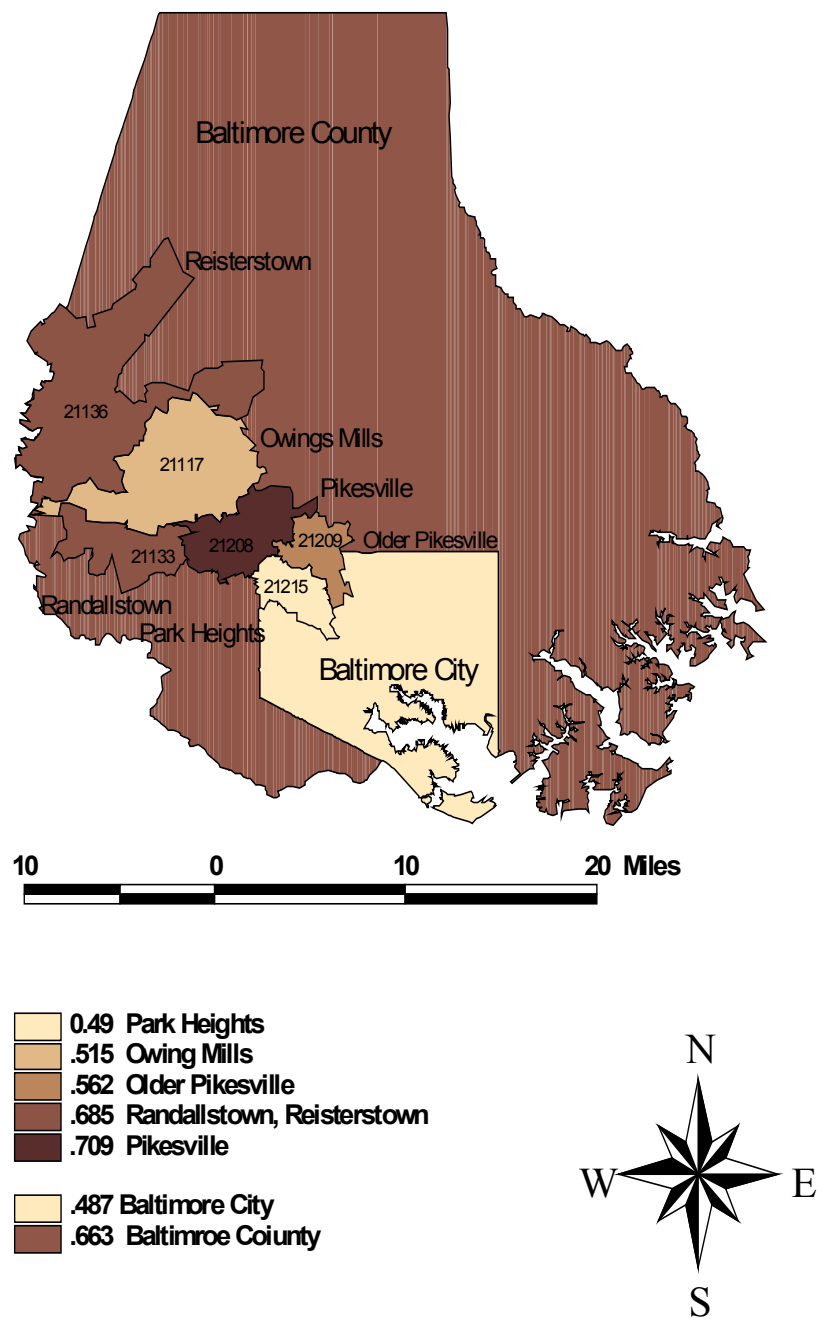 Baltimore County
Reisterstown
21136
Owings Mills
21117
Pikesville
21209
Older Pikesville
21208
21133
21215
Randallstown
Park Heights
Baltimore City
10 0 10 20 Miles
0.49 Park Heights
.515 Owing Mills
.562 Older Pikesville
.685 Randallstown, Reisterstown
.709 Pikesville
.487 Baltimore City
.663 Baltimroe Coiunty
N
W E
S